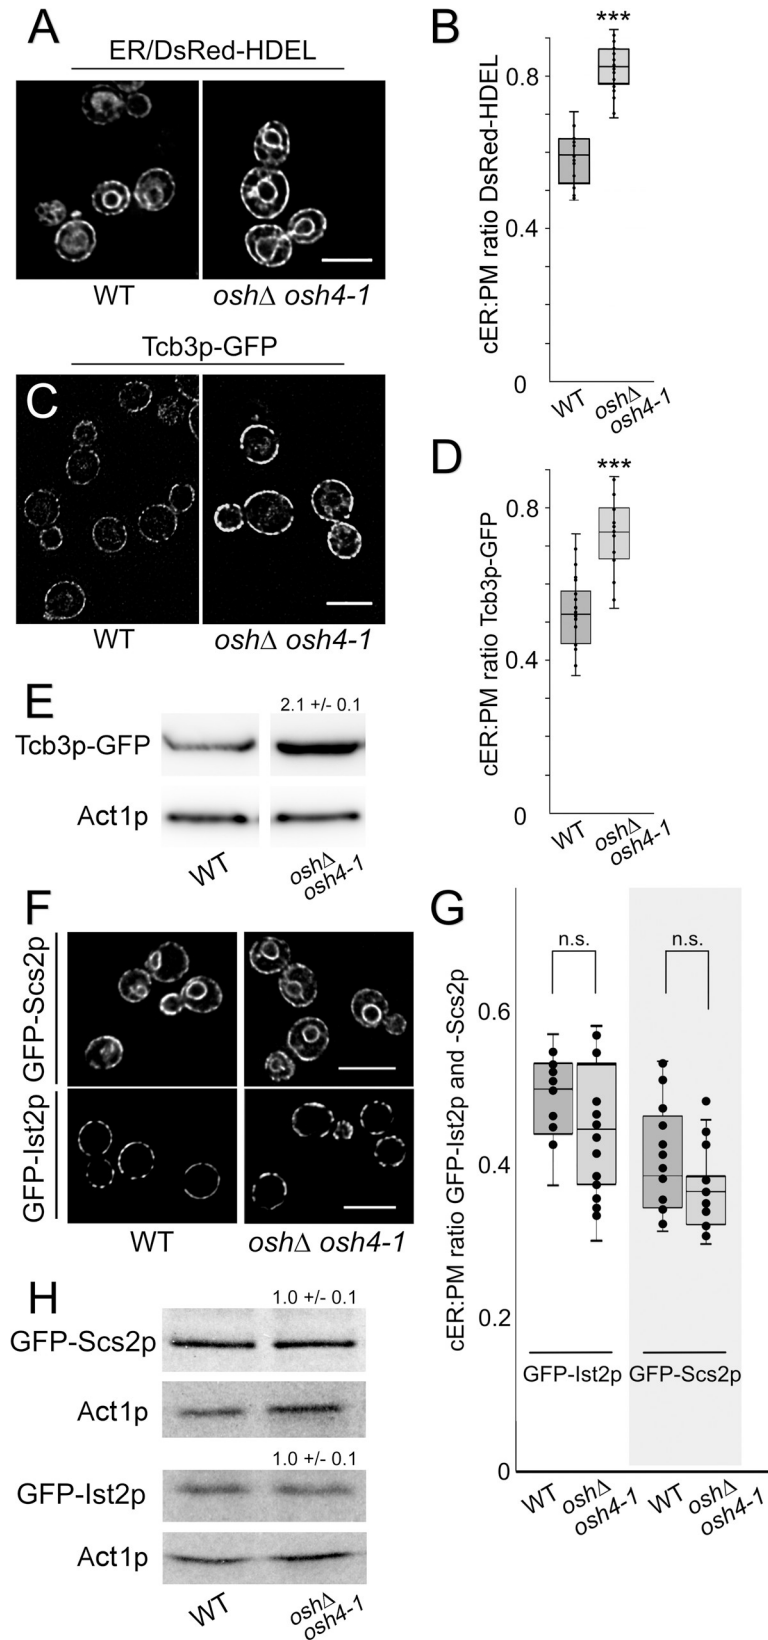 A
ER/DsRed-HDEL
WT
oshΔ osh4-1
B
cER:PM ratio DsRed-HDEL
***
0.8
0.4
0
WT
oshΔ
osh4-1
Tcb3p-GFP
C
WT
oshΔ osh4-1
D
cER:PM ratio Tcb3p-GFP
***
0.8
0.4
0
WT
oshΔ
osh4-1
E
2.1 +/- 0.1
Tcb3p-GFP
Act1p
WT
oshΔ
osh4-1
F
GFP-Scs2p
GFP-Ist2p
WT
oshΔ osh4-1
G
cER:PM ratio GFP-Ist2p and -Scs2p
n.s.
n.s.
0.6
0.4
0.2
0
GFP-Ist2p
GFP-Scs2p
WT
oshΔ
osh4-1
WT
oshΔ
osh4-1
H
1.0 +/- 0.1
GFP-Scs2p
Act1p
1.0 +/- 0.1
GFP-Ist2p
Act1p
WT
oshΔ
osh4-1